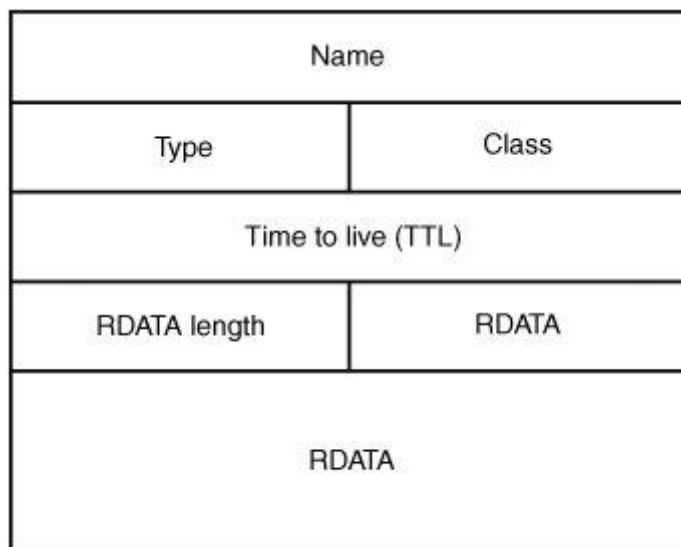 Name
Type Class
Time to live (TTL)
RDATA length RDATA
RDATA